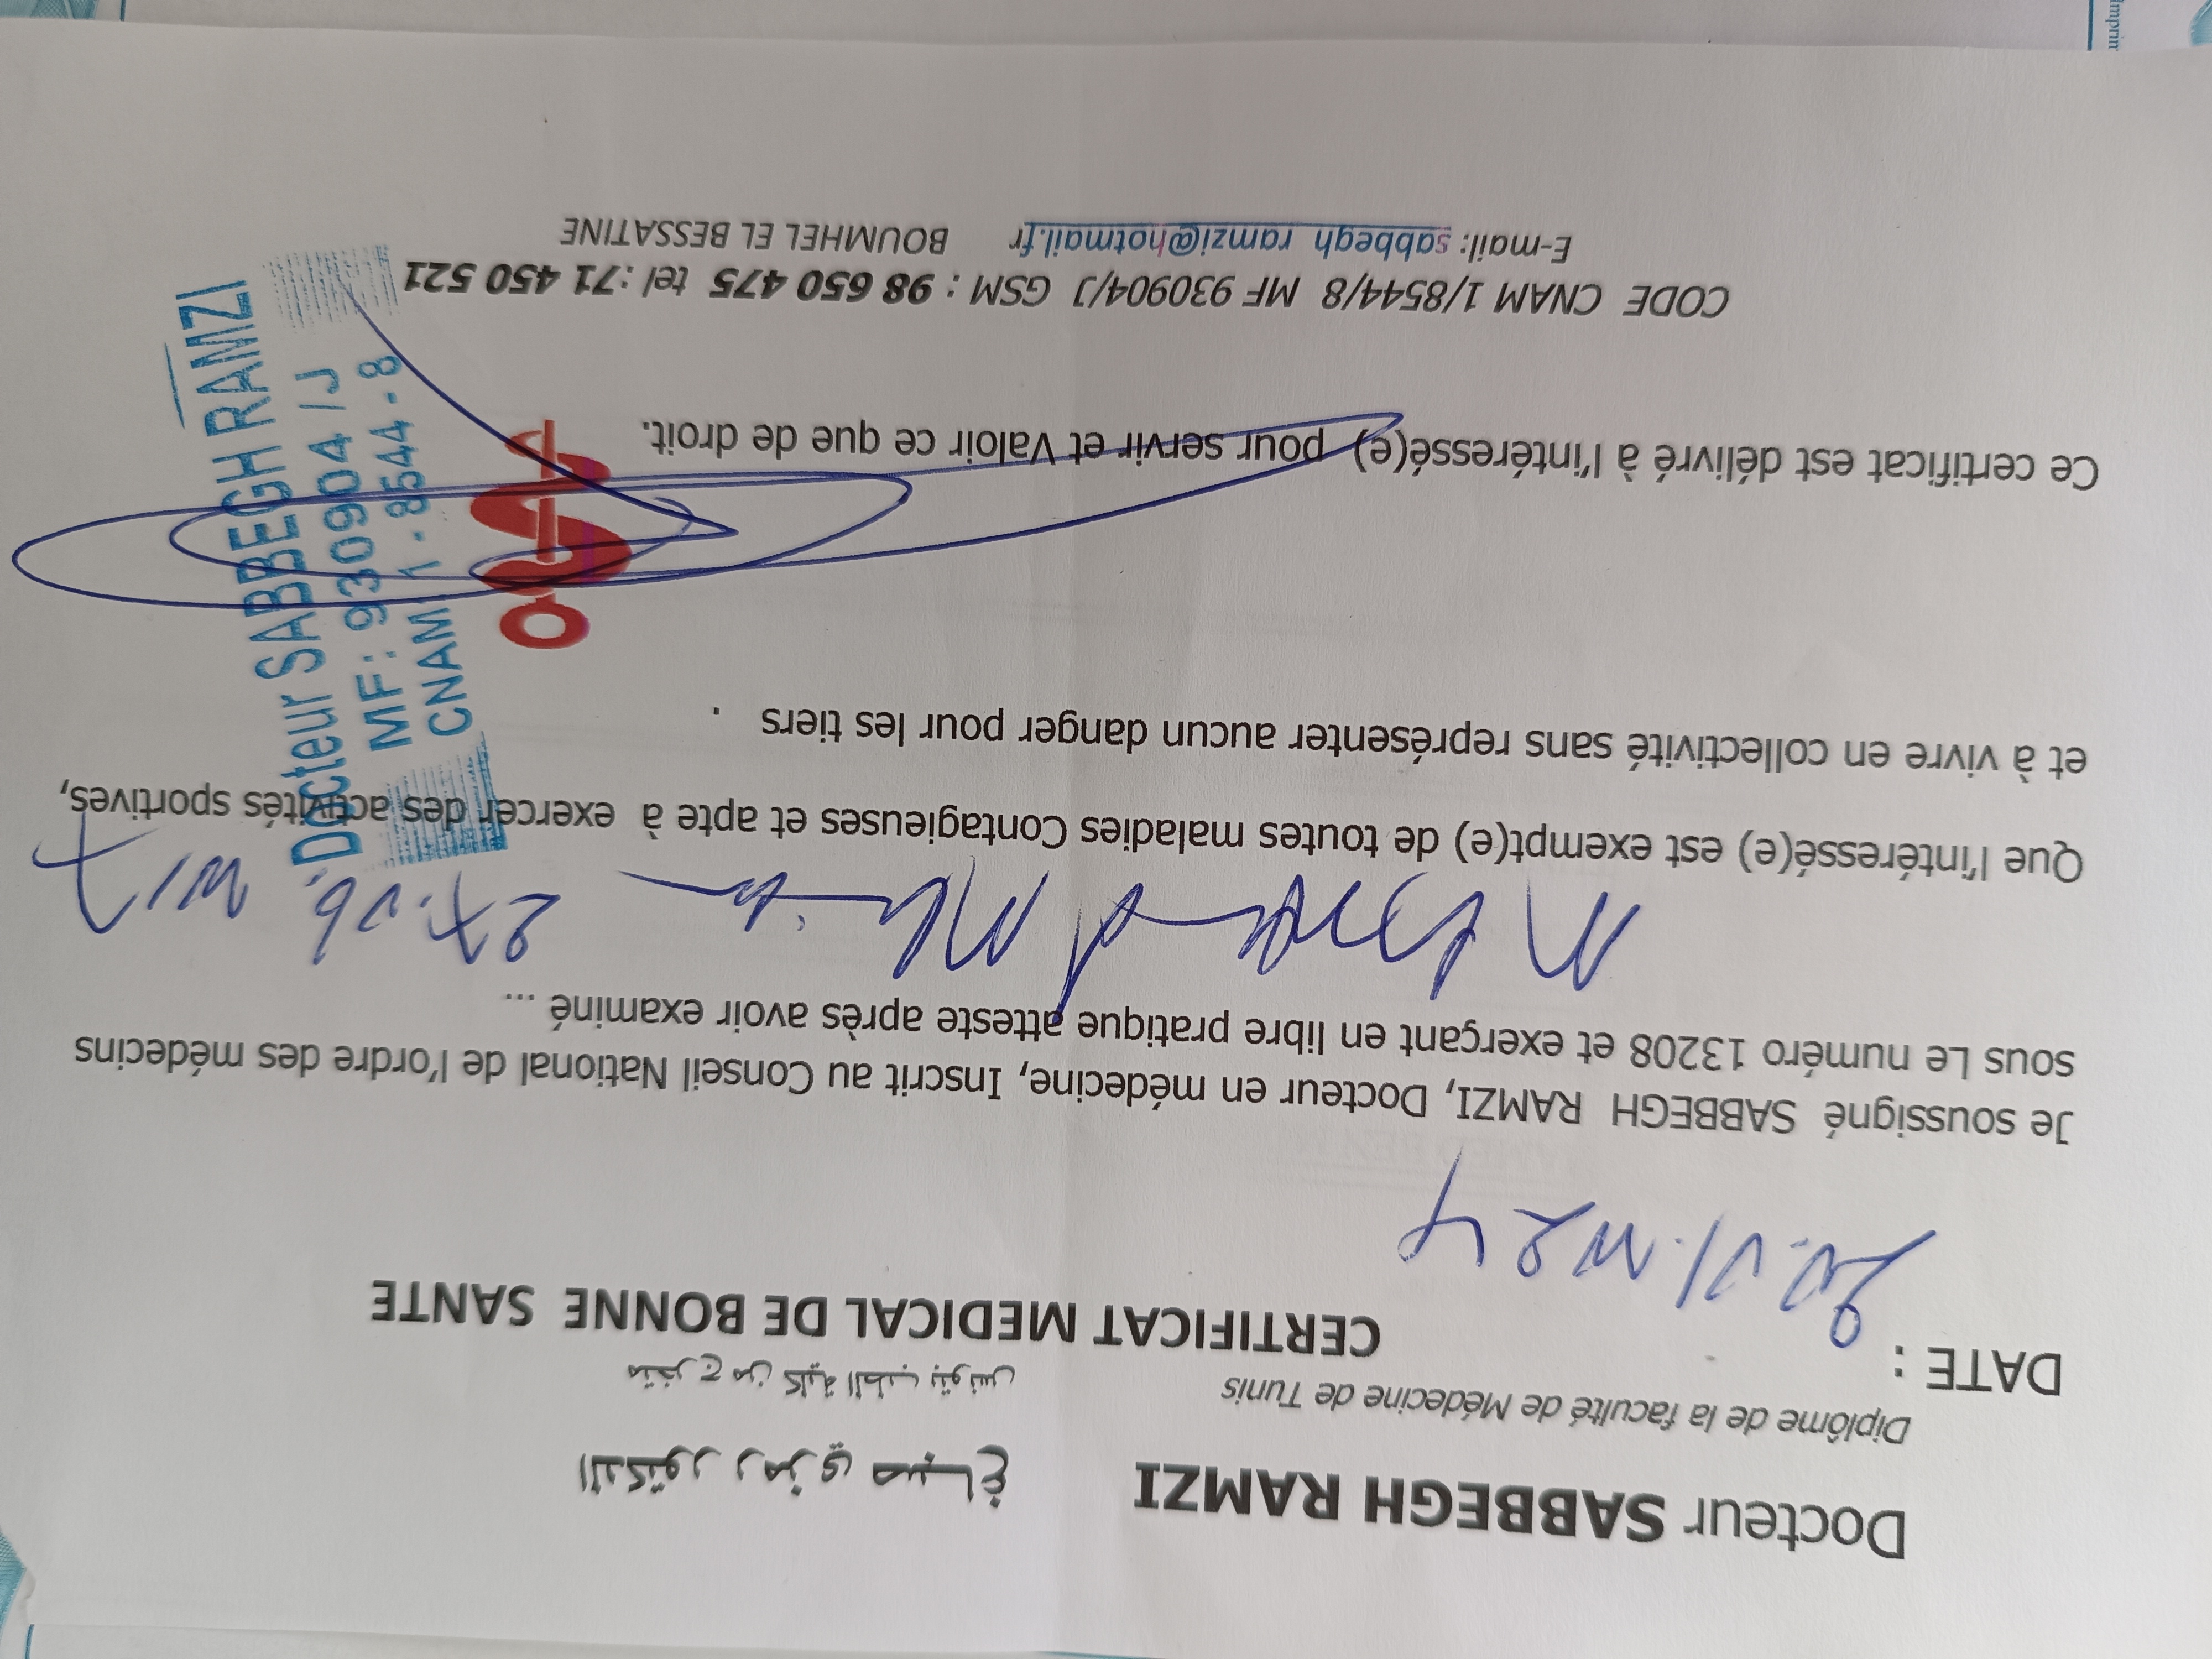 Docteur SABBEGH RAMZI
الدكتور رمزي صباغ
Diplôme de la faculté de Médecine de Tunis
متخرج من كلية الطب بتونس
DATE :
CERTIFICAT MEDICAL DE BONNE SANTE
Je soussigné SABBEGH RAMZI, Docteur en médecine, Inscrit au Conseil National de l'ordre des médecins
sous Le numéro 13208 et exerçant en libre pratique atteste après avoir examiné ...
Que l'intéressé(e) est exempt(e) de toutes maladies Contagieuses et apte à exercer des activités sportives,
et à vivre en collectivité sans représenter aucun danger pour les tiers .
Ce certificat est délivré à l'intéressé(e) pour servir et Valoir ce que de droit.
Docteur SABBEGH RAMZI
MF: 930904 /J
CNAM 1 - 8544 - 8
CODE CNAM 1/8544/8 MF 930904/J GSM : 98 650 475 tel :71 450 521
E-mail: sabbegh_ramzi@hotmail.fr BOUMHEL EL BESSATINE
Imprim